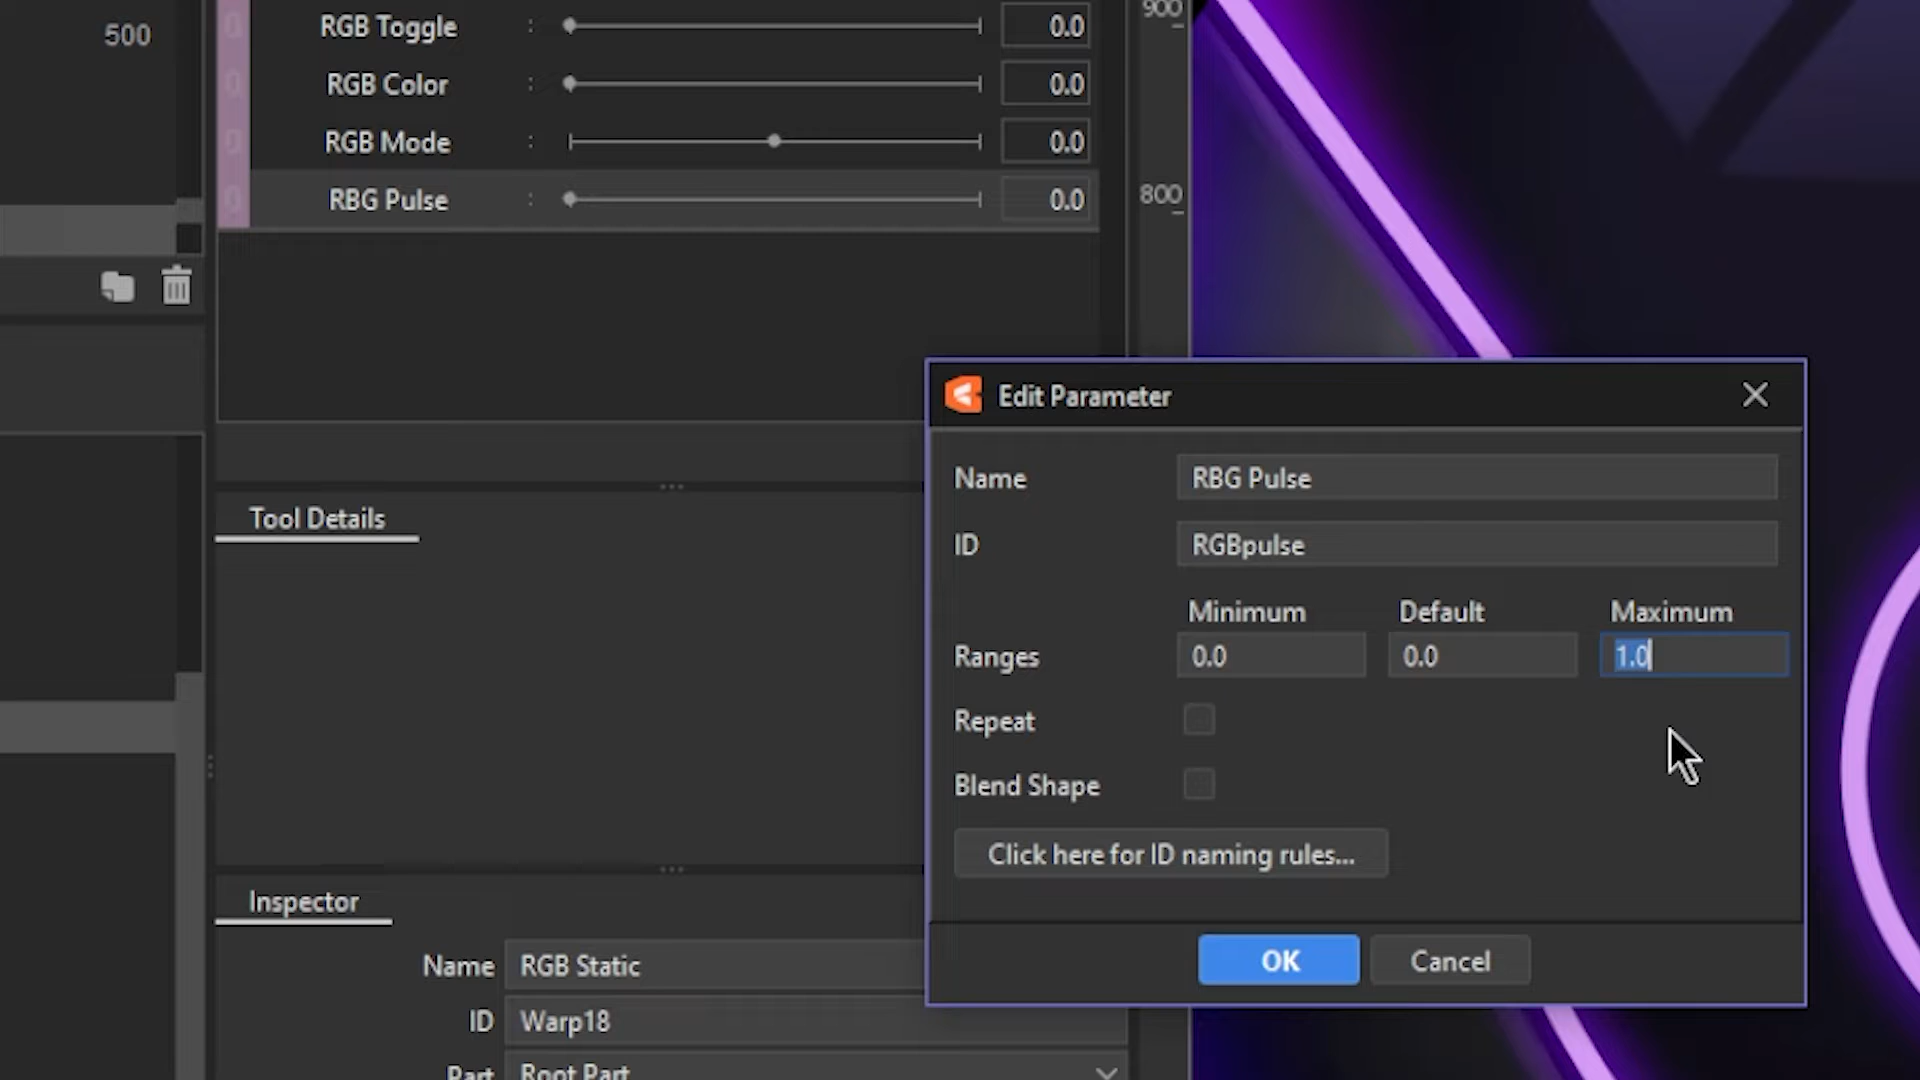 500
RGB Toggle : 0.0
RGB Color : 0.0
RGB Mode : 0.0
RBG Pulse : 0.0
900
800
Edit Parameter
Name RBG Pulse
ID RGBpulse
Minimum Default Maximum
Ranges 0.0 0.0 1.0
Repeat
Blend Shape
Click here for ID naming rules...
OK Cancel
Tool Details
Inspector
Name RGB Static
ID Warp18
Part Root Part